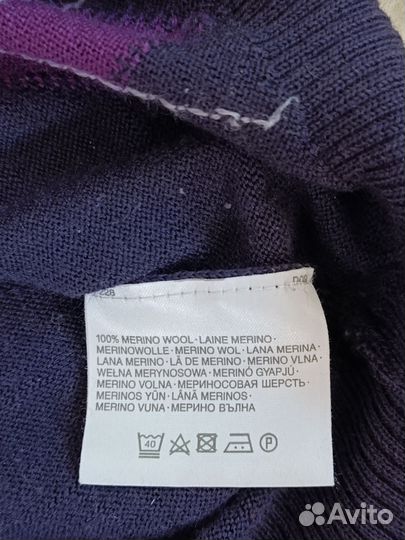 228
100% MERINO WOOL · LAINE MERINO ·
MERINOWOLLE · MERINO WOL · LANA MERINA ·
LANA MERINO · LÃ DE MERINO · MERINO VLNA ·
WEŁNA MERYNOSOWA · MERINÓ GYAPJÚ ·
MERINO VOLNA · МЕРИНОСОВАЯ ШЕРСТЬ ·
MERINOS YÜN · LÂNĂ MERINOS ·
MERINO VUNA · МЕРИНО ВЪЛНА
40 P
Avito